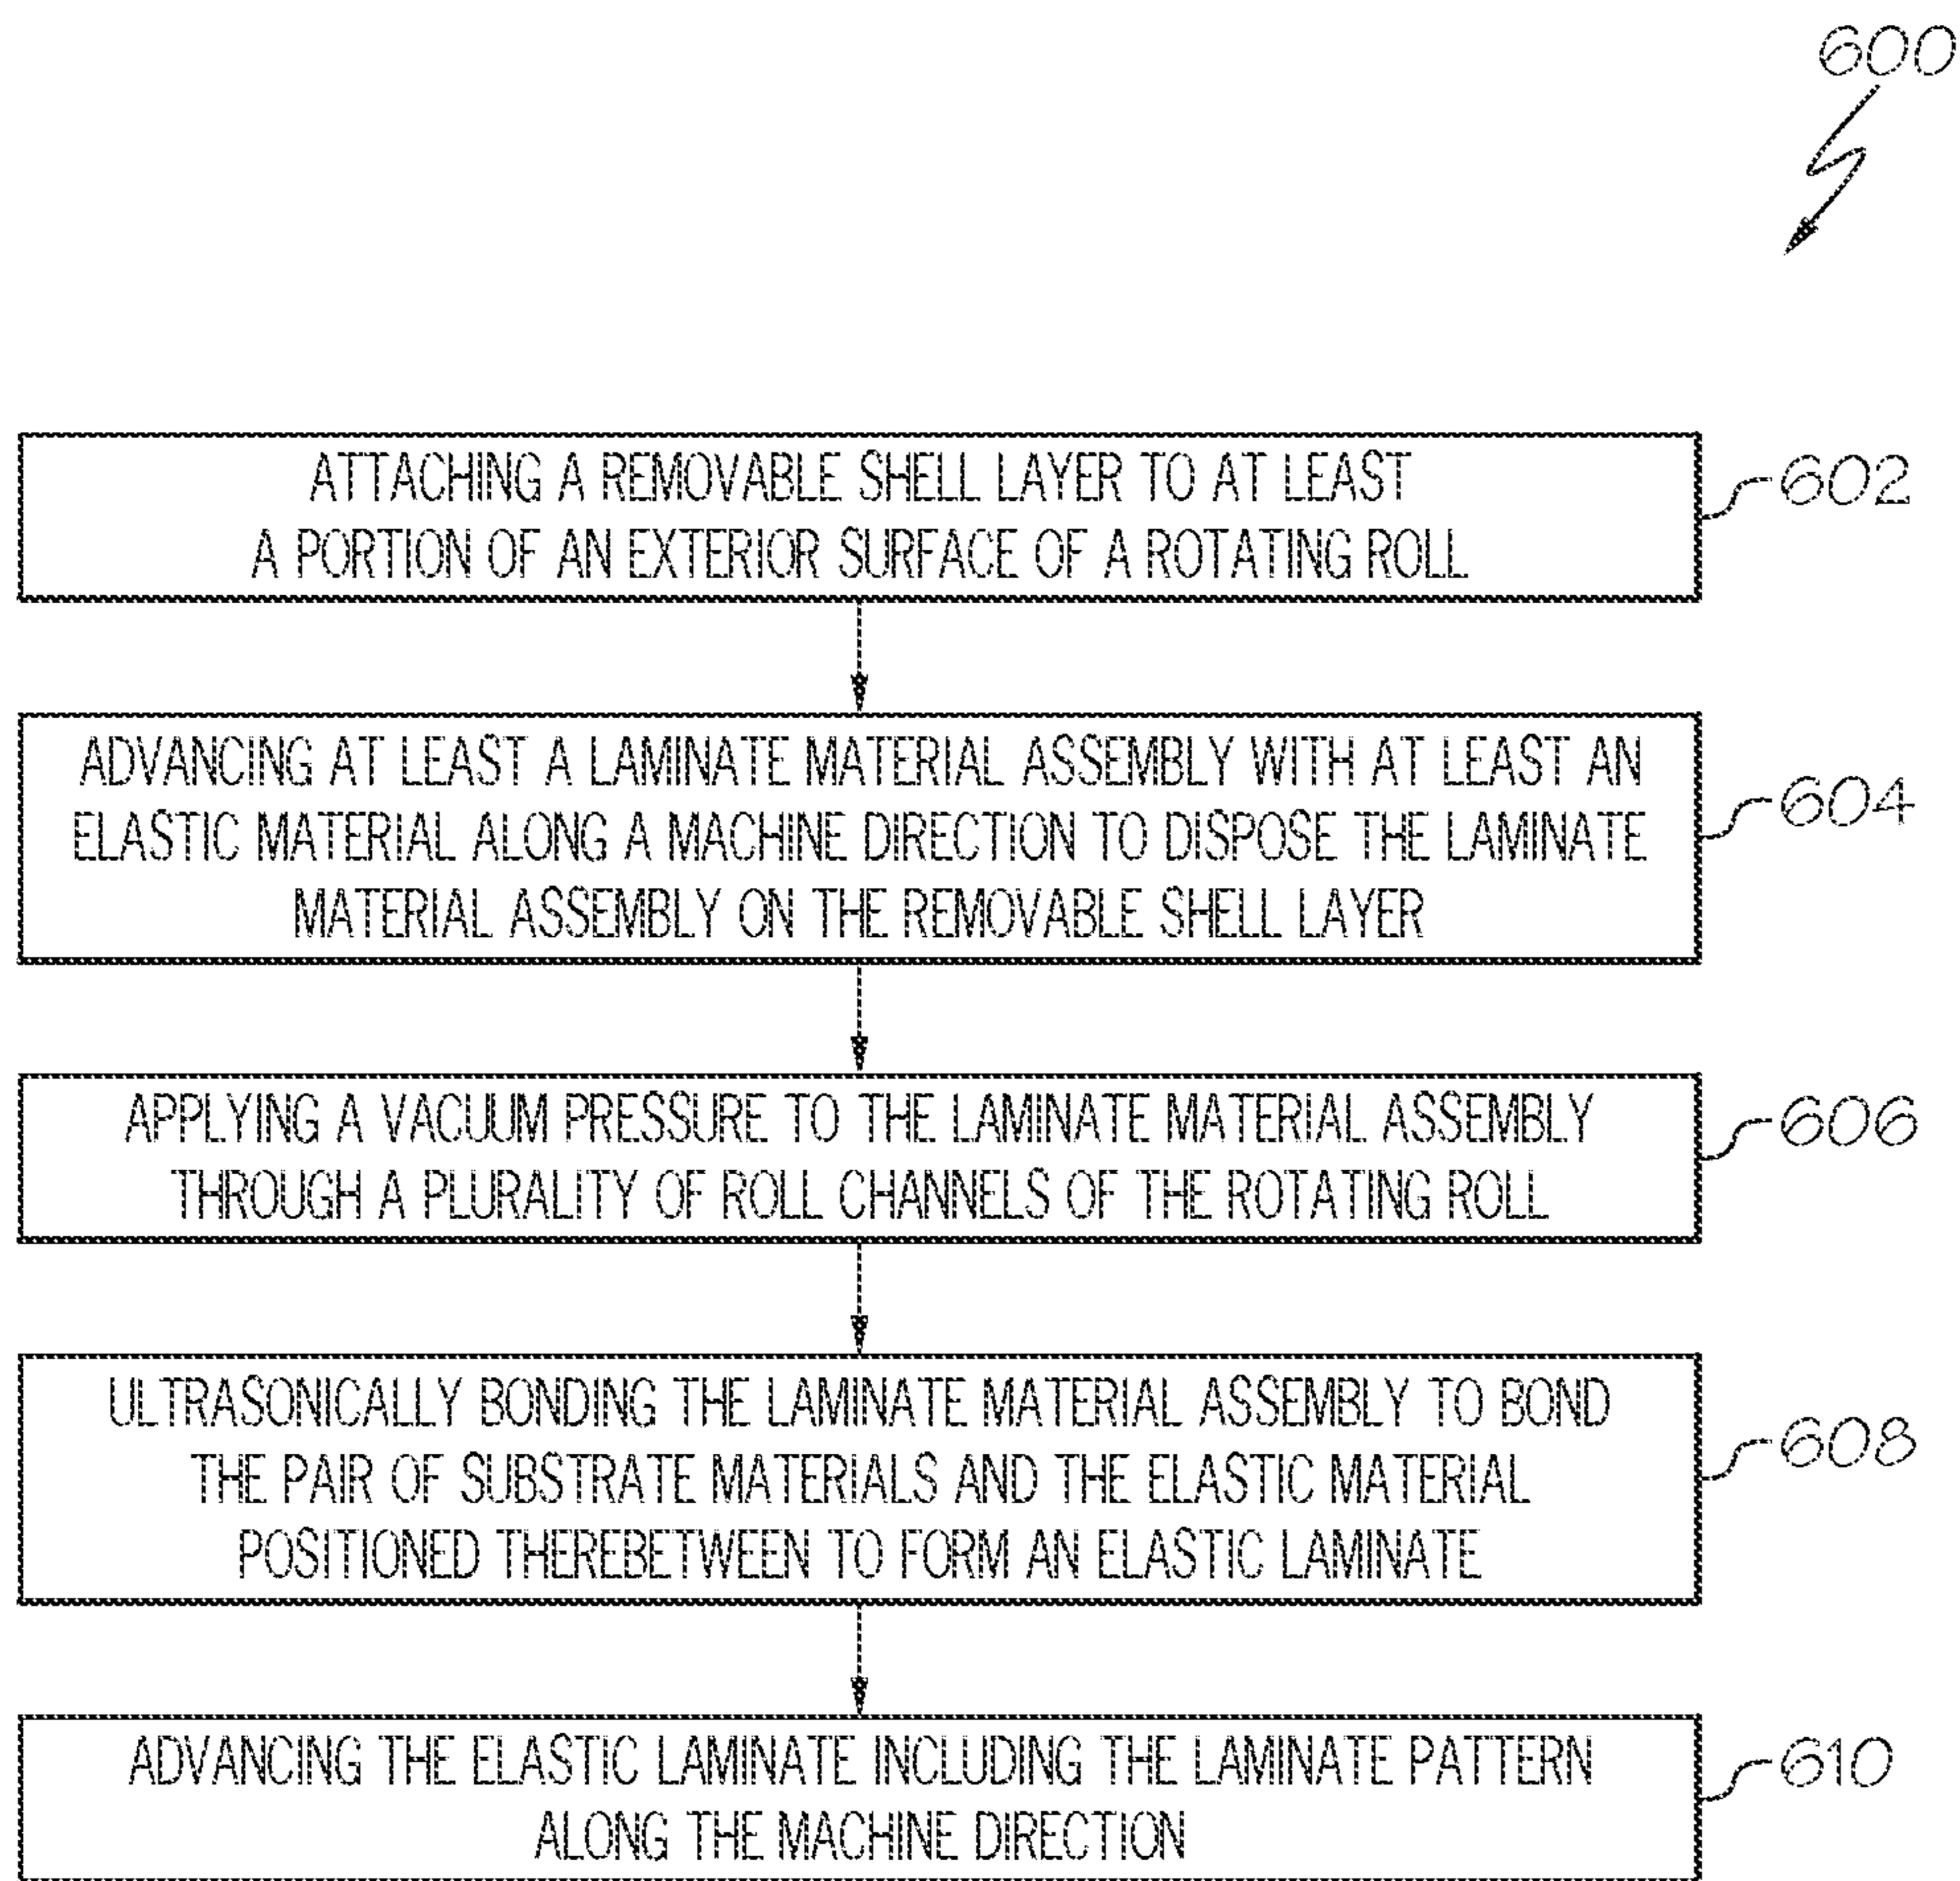 600
ATTACHING A REMOVABLE SHELL LAYER TO AT LEAST
A PORTION OF AN EXTERIOR SURFACE OF A ROTATING ROLL
602
ADVANCING AT LEAST A LAMINATE MATERIAL ASSEMBLY WITH AT LEAST AN
ELASTIC MATERIAL ALONG A MACHINE DIRECTION TO DISPOSE THE LAMINATE
MATERIAL ASSEMBLY ON THE REMOVABLE SHELL LAYER
604
APPLYING A VACUUM PRESSURE TO THE LAMINATE MATERIAL ASSEMBLY
THROUGH A PLURALITY OF ROLL CHANNELS OF THE ROTATING ROLL
606
ULTRASONICALLY BONDING THE LAMINATE MATERIAL ASSEMBLY TO BOND
THE PAIR OF SUBSTRATE MATERIALS AND THE ELASTIC MATERIAL
POSITIONED THEREBETWEEN TO FORM AN ELASTIC LAMINATE
608
ADVANCING THE ELASTIC LAMINATE INCLUDING THE LAMINATE PATTERN
ALONG THE MACHINE DIRECTION
610